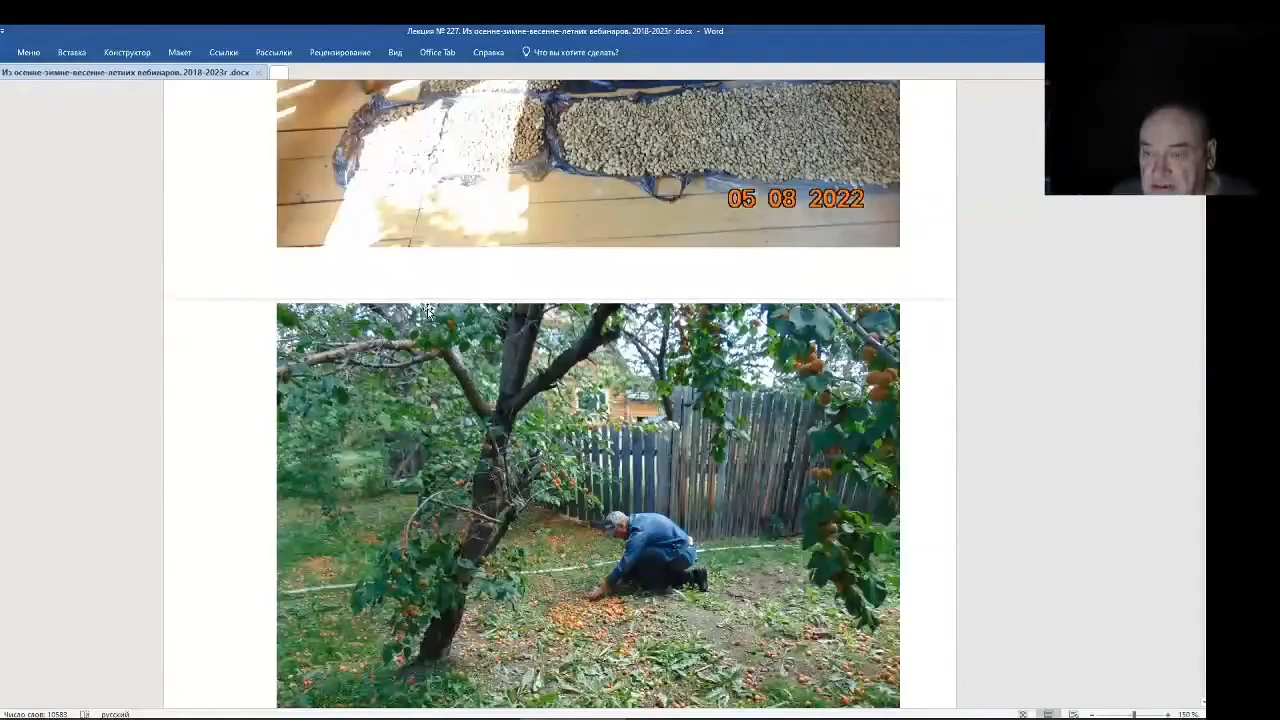 Лекция № 227. Из осенне-зимне-весенне-летних вебинаров. 2018-2023г .docx - Word
Меню Вставка Конструктор Макет Ссылки Рассылки Рецензирование Вид Office Tab Справка Что вы хотите сделать?
Из осенне-зимне-весенне-летних вебинаров. 2018-2023г .docx
05 08 2022
Число слов: 10583 русский 150 %